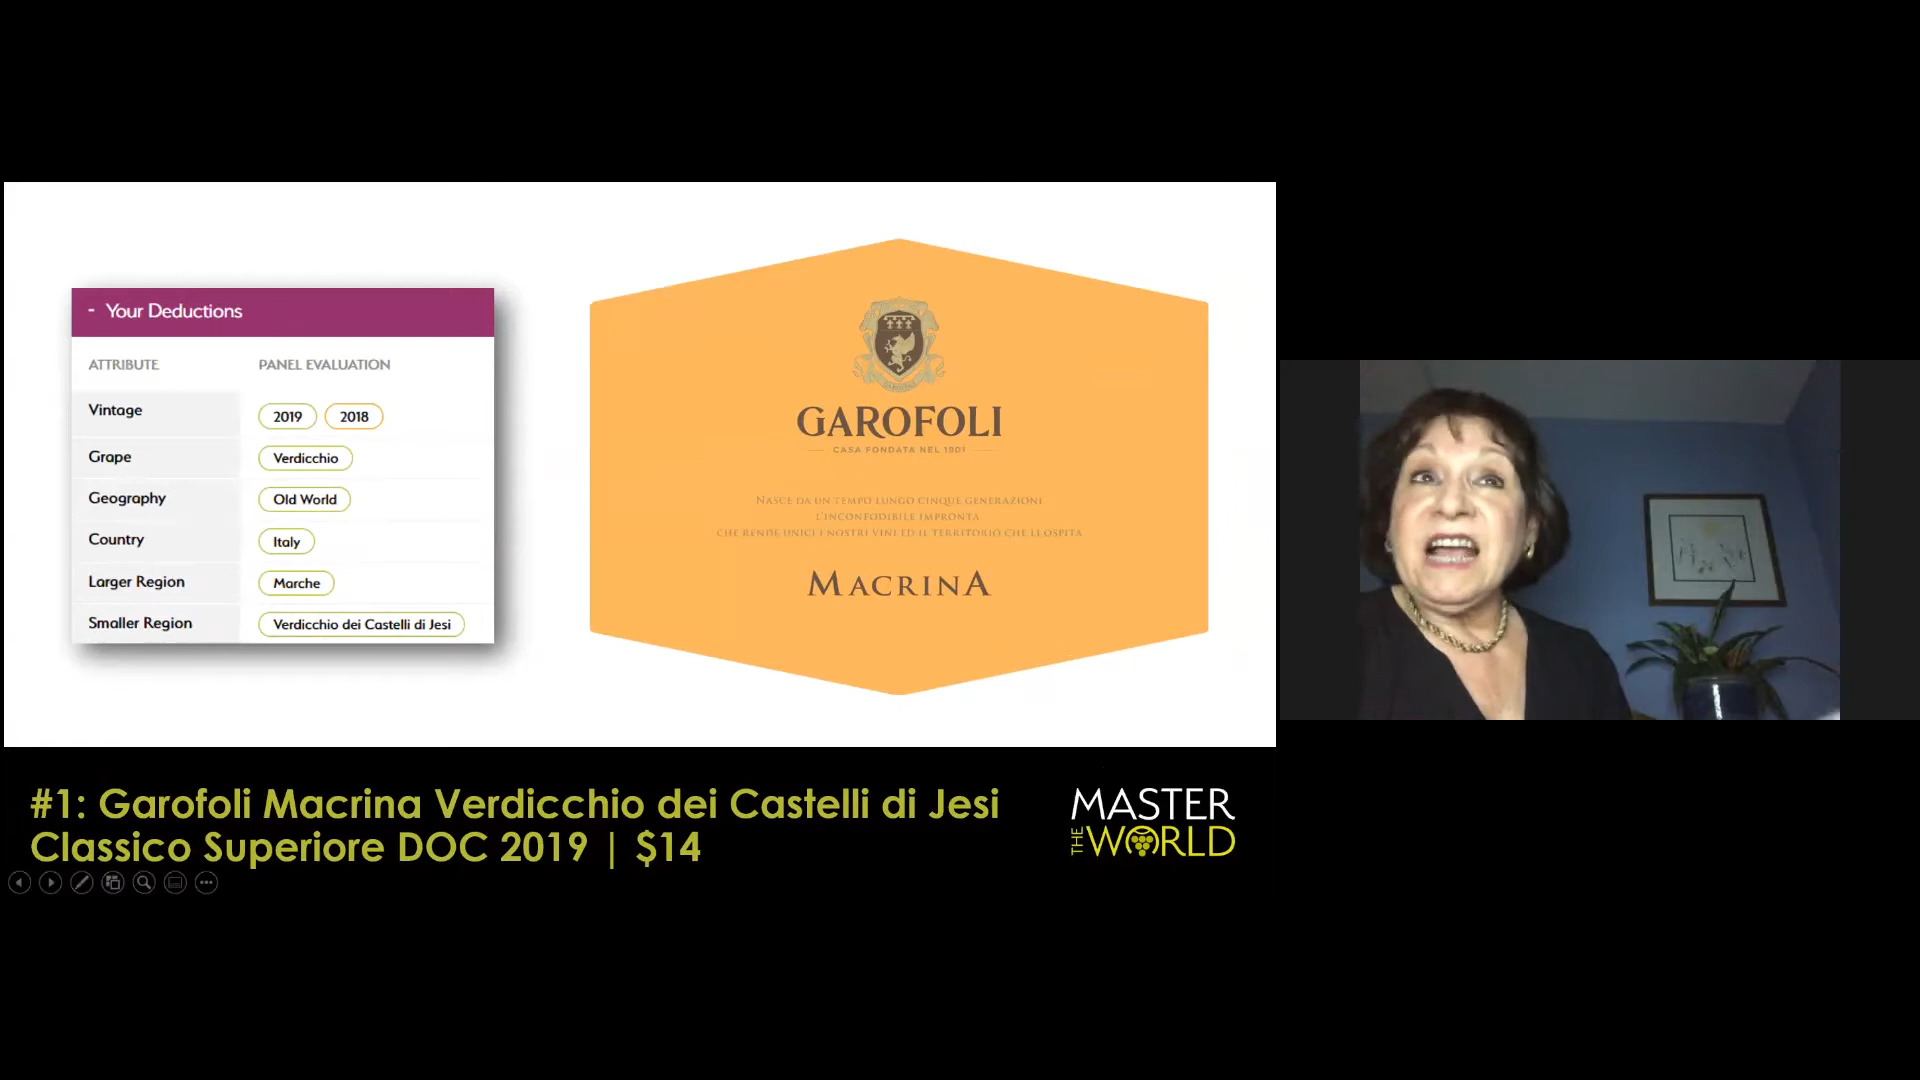 - Your Deductions
ATTRIBUTE PANEL EVALUATION
Vintage 2019 2018
Grape Verdicchio
Geography Old World
Country Italy
Larger Region Marche
Smaller Region Verdicchio dei Castelli di Jesi
GAROFOLI
GAROFOLI
CASA FONDATA NEL 1901
NASCE DA UN TEMPO LUNGO CINQUE GENERAZIONI
L'INCONFODIBILE IMPRONTA
CHE RENDE UNICI I NOSTRI VINI ED IL TERRITORIO CHE LI OSPITA
MACRINA
#1: Garofoli Macrina Verdicchio dei Castelli di Jesi
Classico Superiore DOC 2019 | $14
MASTER
THE WORLD